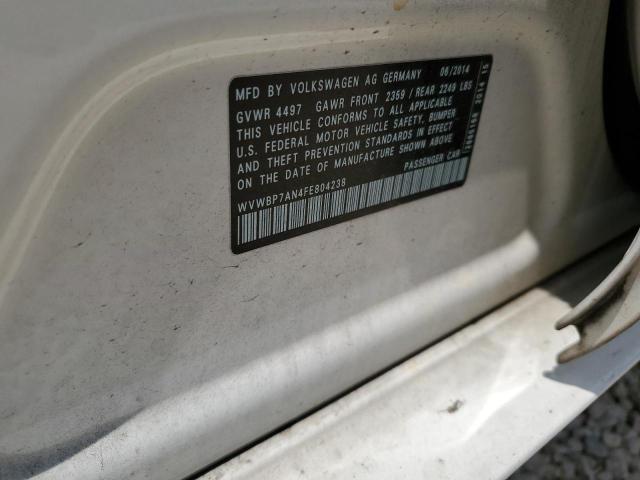 MFD BY VOLKSWAGEN AG GERMANY 06/2014
GVWR 4497 GAWR FRONT 2359 / REAR 2249 LBS
THIS VEHICLE CONFORMS TO ALL APPLICABLE
U.S. FEDERAL MOTOR VEHICLE SAFETY, BUMPER
AND THEFT PREVENTION STANDARDS IN EFFECT
ON THE DATE OF MANUFACTURE SHOWN ABOVE
PASSENGER CAR
WVWBP7AN4FE804238
2014 15